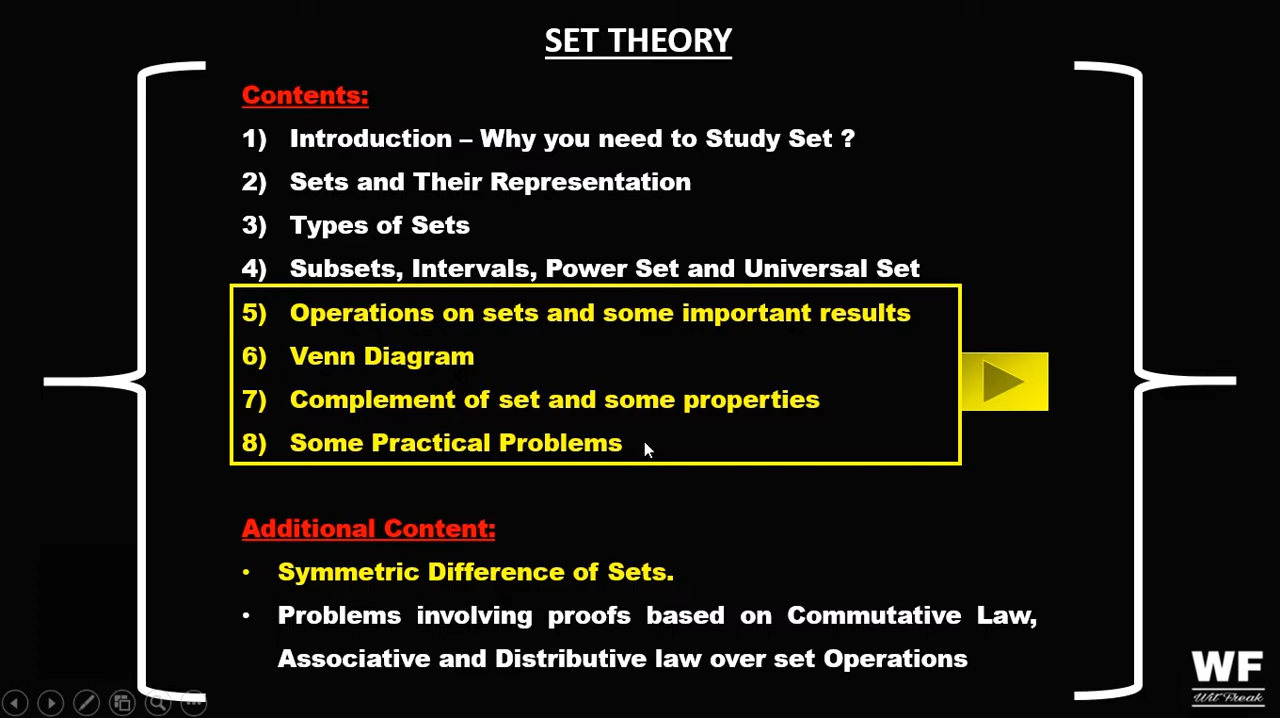 SET THEORY
Contents:
1) Introduction – Why you need to Study Set ?
2) Sets and Their Representation
3) Types of Sets
4) Subsets, Intervals, Power Set and Universal Set
5) Operations on sets and some important results
6) Venn Diagram
7) Complement of set and some properties
8) Some Practical Problems
Additional Content:
• Symmetric Difference of Sets.
• Problems involving proofs based on Commutative Law,
Associative and Distributive law over set Operations
WF
Wit Freak